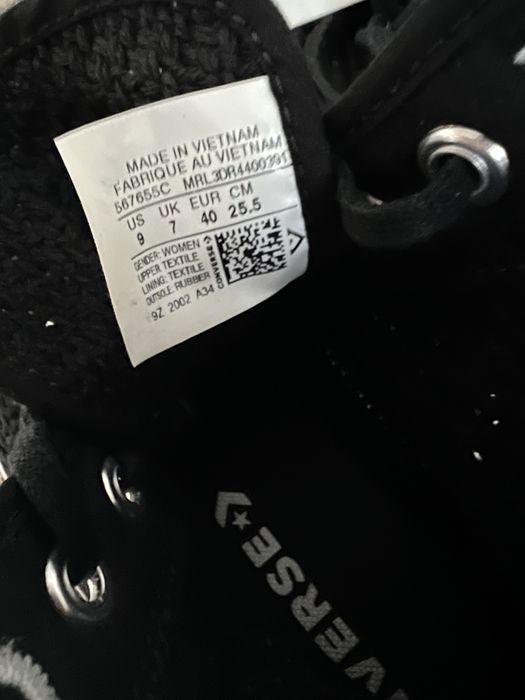 MADE IN VIETNAM
FABRIQUE AU VIETNAM
567655C MRL3DR4400391
US UK EUR CM
9 7 40 25.5
GENDER: WOMEN
UPPER TEXTILE
LINING: TEXTILE
OUTSOLE: RUBBER
CONVERSE
9Z 2002 A34
VERSE